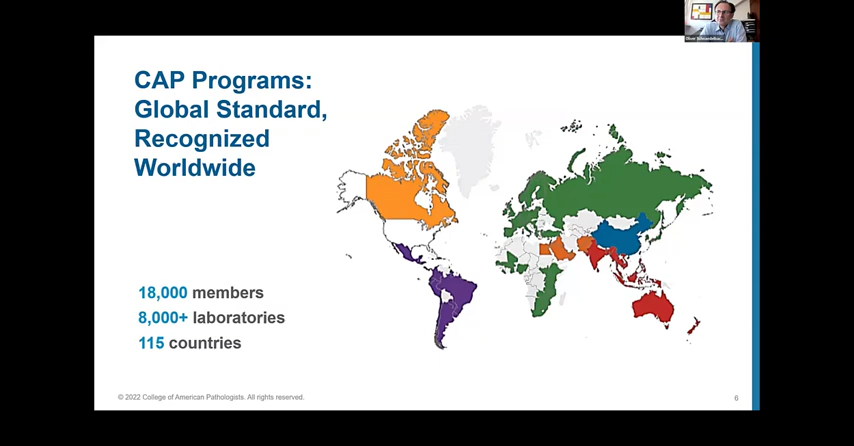 CAP Programs:
Global Standard,
Recognized
Worldwide
18,000 members
8,000+ laboratories
115 countries
© 2022 College of American Pathologists. All rights reserved.
6